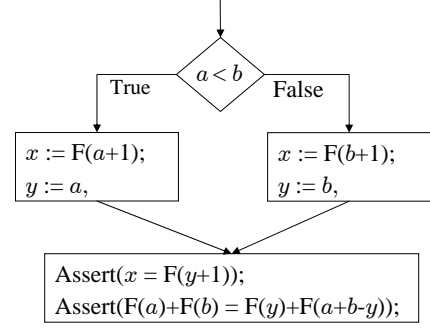 a < b
True
False
x := F(a+1);
y := a,
x := F(b+1);
y := b,
Assert(x = F(y+1));
Assert(F(a)+F(b) = F(y)+F(a+b-y));